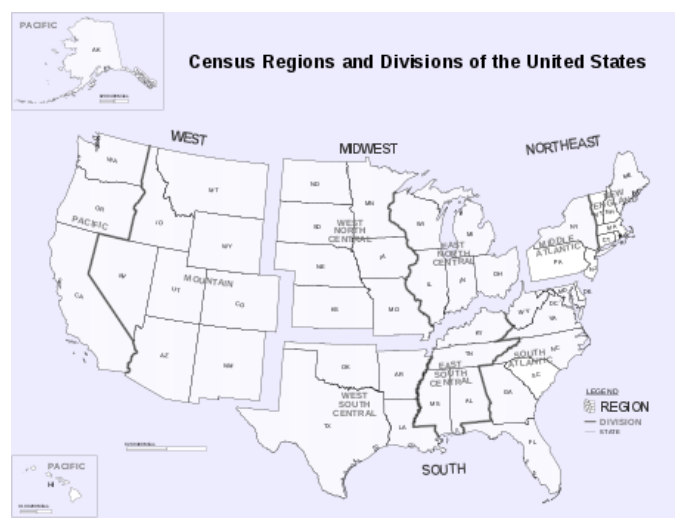 PACIFIC
AK
Census Regions and Divisions of the United States
WEST
MIDWEST
NORTHEAST
WA
MT
ND
MN
ME
OR
ID
SD
WI
MI
NY
NEW
ENGLAND
VT
NH
MA
CT
PACIFIC
WEST
NORTH
CENTRAL
EAST
NORTH
CENTRAL
MIDDLE
ATLANTIC
PA
NJ
WY
NE
IA
IL
IN
OH
NV
UT
MOUNTAIN
CO
KS
MO
CA
WV
VA
MD
DC
DE
KY
AZ
NM
OK
AR
TN
NC
SOUTH
ATLANTIC
SC
EAST
SOUTH
CENTRAL
MS
AL
GA
WEST
SOUTH
CENTRAL
TX
LA
FL
LEGEND
REGION
DIVISION
STATE
SOUTH
PACIFIC
HI